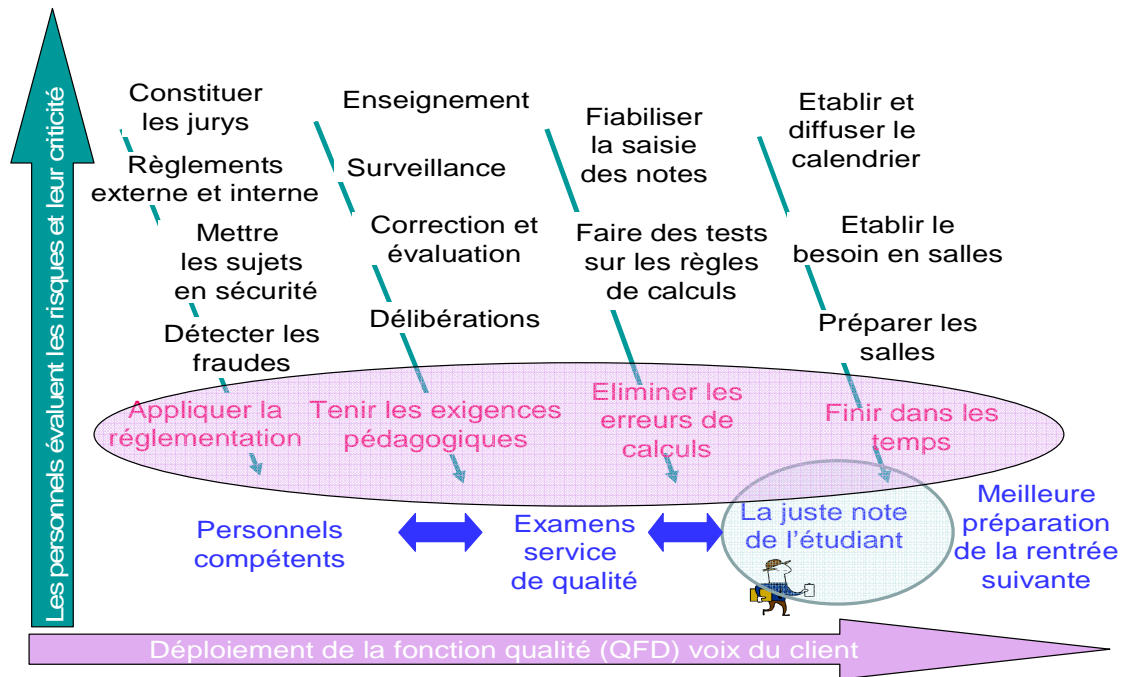 Les personnels évaluent les risques et leur criticité
Constituer
les jurys
Règlements
externe et interne
Mettre
les sujets
en sécurité
Détecter les
fraudes
Enseignement
Surveillance
Correction et
évaluation
Délibérations
Fiabiliser
la saisie
des notes
Faire des tests
sur les règles
de calculs
Etablir et
diffuser le
calendrier
Etablir le
besoin en salles
Préparer les
salles
Appliquer la
réglementation
Tenir les exigences
pédagogiques
Eliminer les
erreurs de
calculs
Finir dans les
temps
Personnels
compétents
Examens
service
de qualité
La juste note
de l'étudiant
Meilleure
préparation
de la rentrée
suivante
Déploiement de la fonction qualité (QFD) voix du client